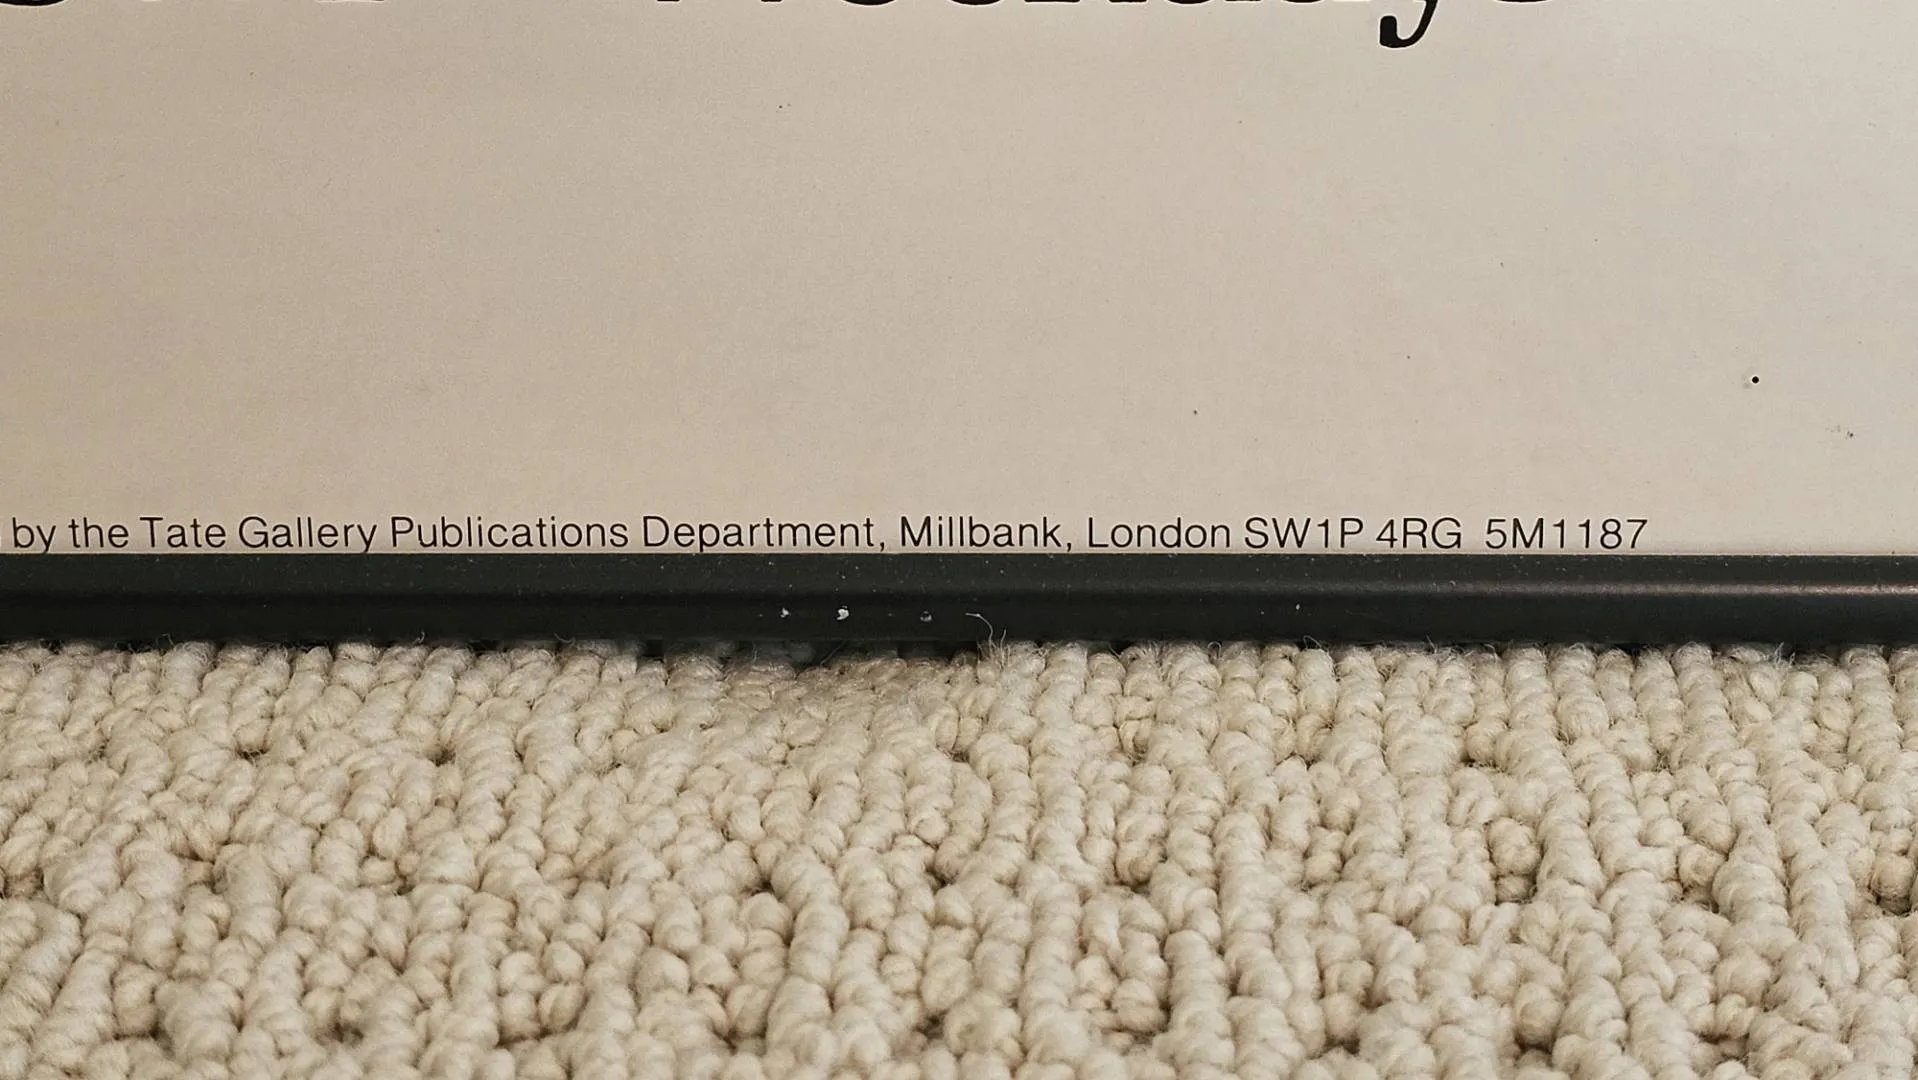 by the Tate Gallery Publications Department, Millbank, London SW1P 4RG 5M1187